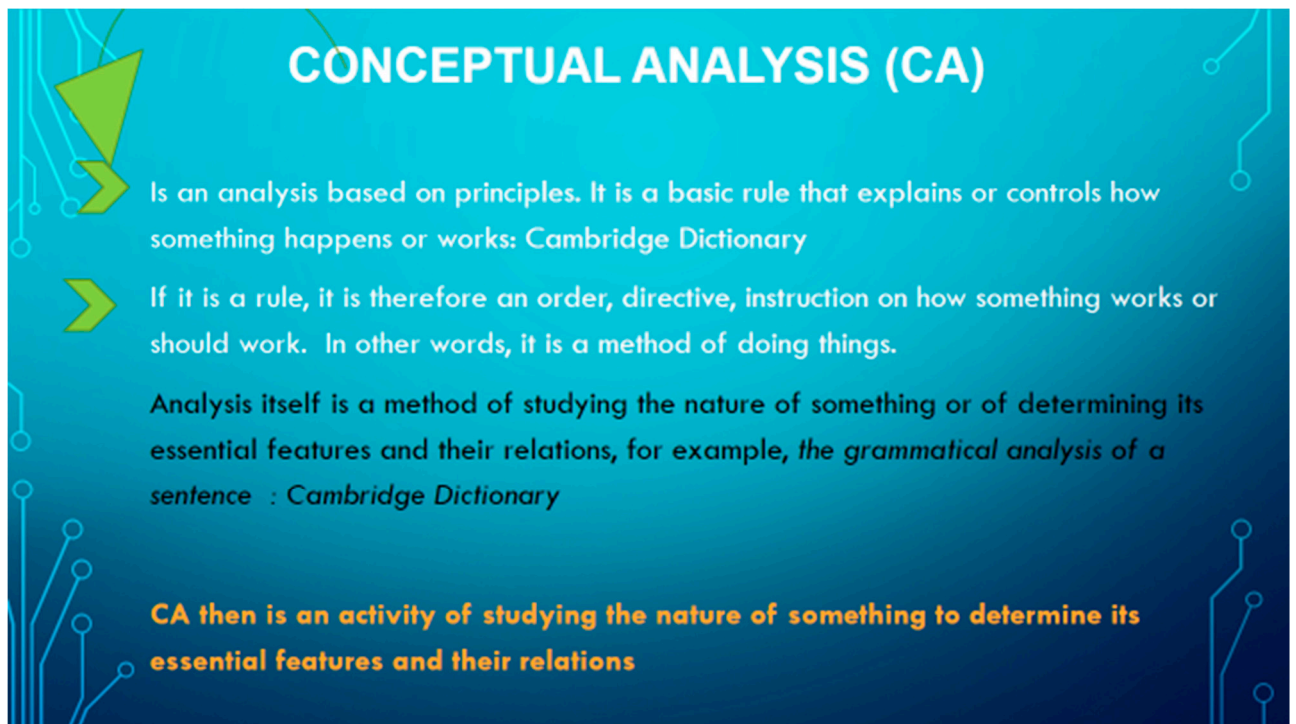 CONCEPTUAL ANALYSIS (CA)
Is an analysis based on principles. It is a basic rule that explains or controls how
something happens or works: Cambridge Dictionary
If it is a rule, it is therefore an order, directive, instruction on how something works or
should work.  In other words, it is a method of doing things.
Analysis itself is a method of studying the nature of something or of determining its
essential features and their relations, for example, the grammatical analysis of a
sentence  : Cambridge Dictionary
CA then is an activity of studying the nature of something to determine its
essential features and their relations